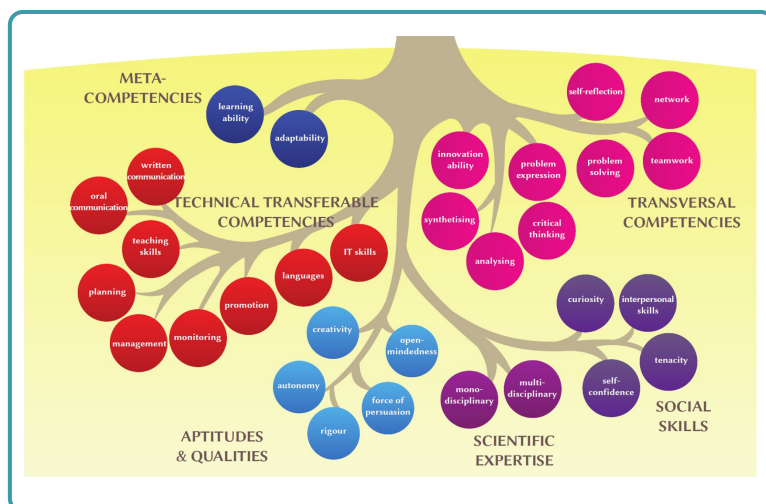 META-
COMPETENCIES
learning
ability
adaptability
self-reflection
network
teamwork
problem
solving
problem
expression
innovation
ability
synthetising
analysing
critical
thinking
TRANSVERSAL
COMPETENCIES
written
communication
oral
communication
TECHNICAL TRANSFERABLE
COMPETENCIES
teaching
skills
planning
management
monitoring
promotion
languages
IT skills
creativity
open-
mindedness
autonomy
force of
persuasion
rigour
APTITUDES
& QUALITIES
mono-
disciplinary
multi-
disciplinary
SCIENTIFIC
EXPERTISE
curiosity
interpersonal
skills
tenacity
self-
confidence
SOCIAL
SKILLS